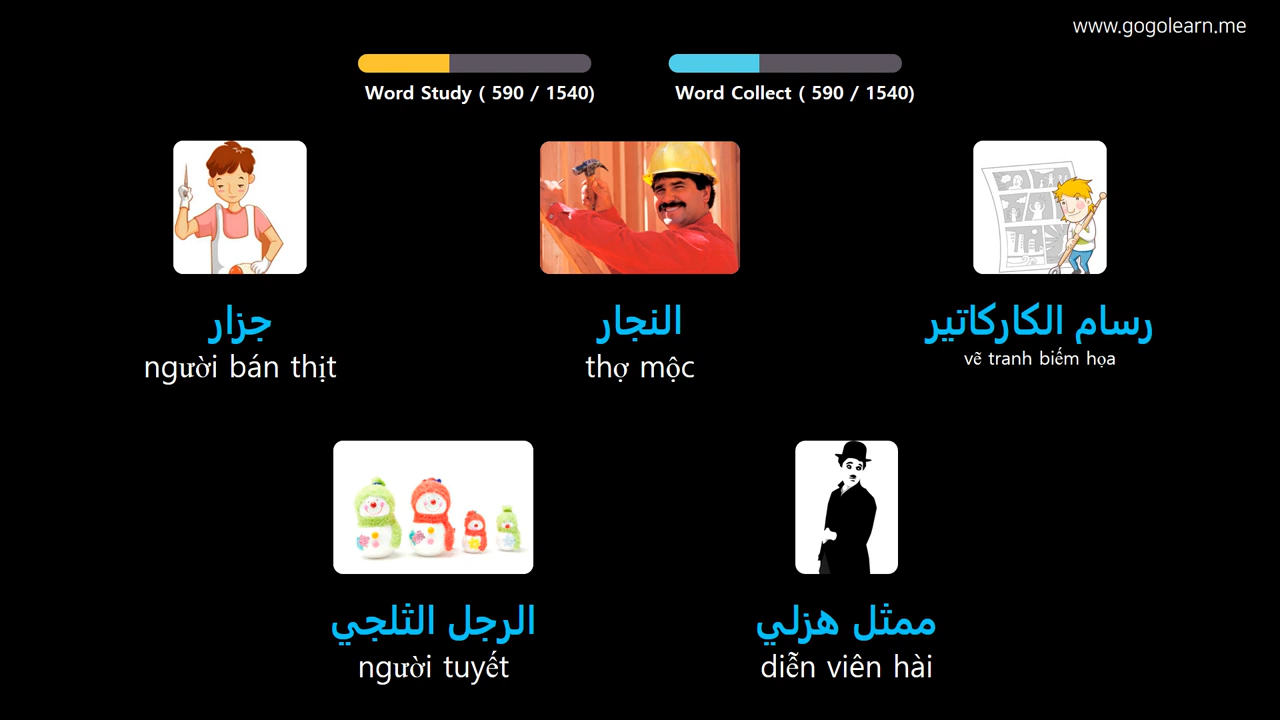 www.gogolearn.me
Word Study ( 590 / 1540)
Word Collect ( 590 / 1540)
جزار
người bán thịt
النجار
thợ mộc
رسام الكاركاتير
vẽ tranh biếm họa
الرجل الثلجي
người tuyết
ممثل هزلي
diễn viên hài